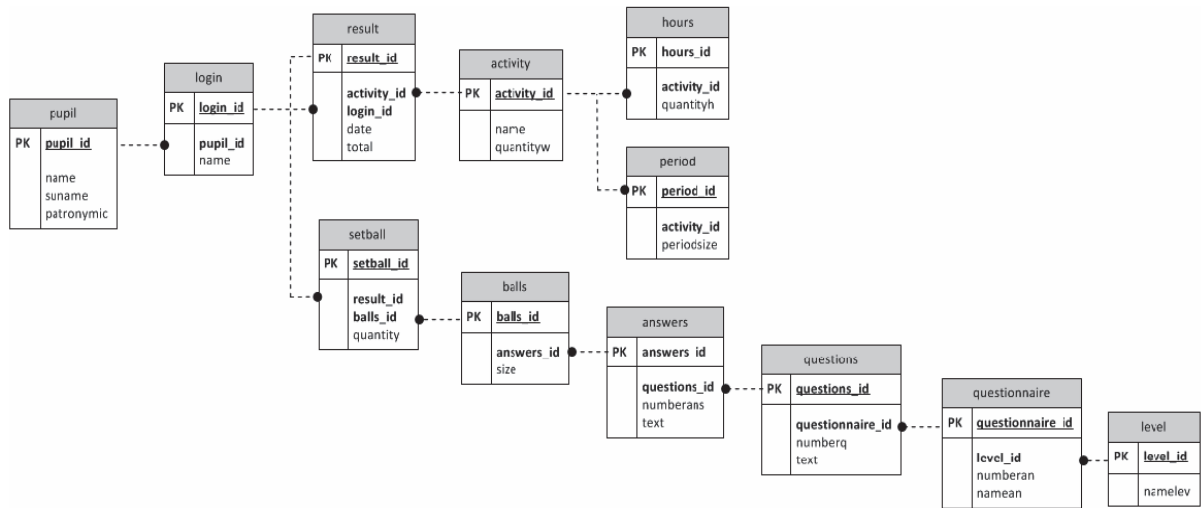 pupil
PK pupil_id
name
suname
patronymic
login
PK login_id
pupil_id
name
result
PK result_id
activity_id
login_id
date
total
activity
PK activity_id
name
quantityw
hours
PK hours_id
activity_id
quantityh
period
PK period_id
activity_id
periodsize
setball
PK setball_id
result_id
balls_id
quantity
balls
PK balls_id
answers_id
size
answers
PK answers_id
questions_id
numberans
text
questions
PK questions_id
questionnaire_id
numberq
text
questionnaire
PK questionnaire_id
level_id
numberan
namean
level
PK level_id
namelev